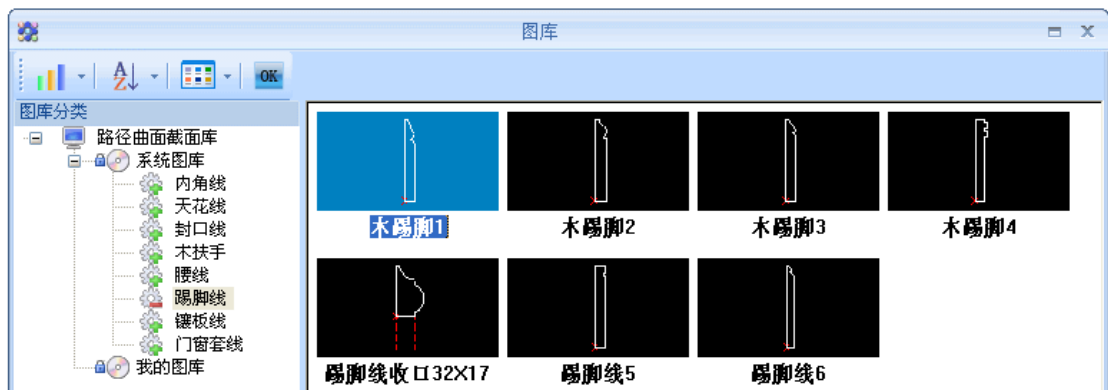 图库
OK
图库分类
路径曲面截面库
系统图库
内角线
天花线
封口线
木扶手
腰线
踢脚线
镶板线
门窗套线
我的图库
木踢脚1 木踢脚2 木踢脚3 木踢脚4
踢脚线收口32X17 踢脚线5 踢脚线6